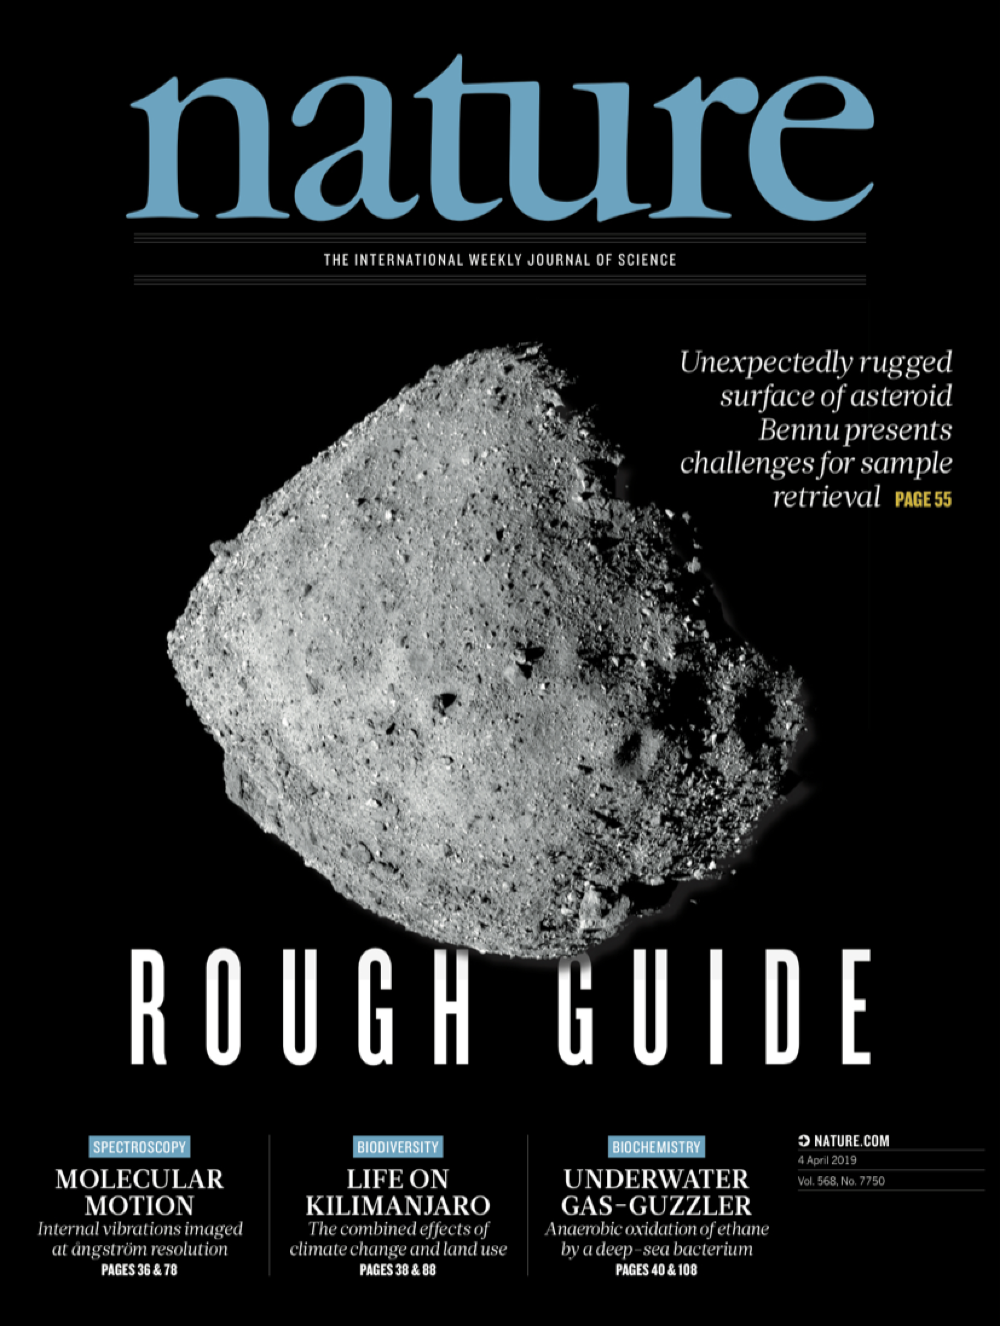 nature
THE INTERNATIONAL WEEKLY JOURNAL OF SCIENCE
Unexpectedly rugged
surface of asteroid
Bennu presents
challenges for sample
retrieval PAGE 55
ROUGH GUIDE
SPECTROSCOPY
MOLECULAR
MOTION
Internal vibrations imaged
at ångström resolution
PAGES 36 & 78
BIODIVERSITY
LIFE ON
KILIMANJARO
The combined effects of
climate change and land use
PAGES 38 & 88
BIOCHEMISTRY
UNDERWATER
GAS-GUZZLER
Anaerobic oxidation of ethane
by a deep-sea bacterium
PAGES 40 & 108
NATURE.COM
4 April 2019
Vol. 568, No. 7750